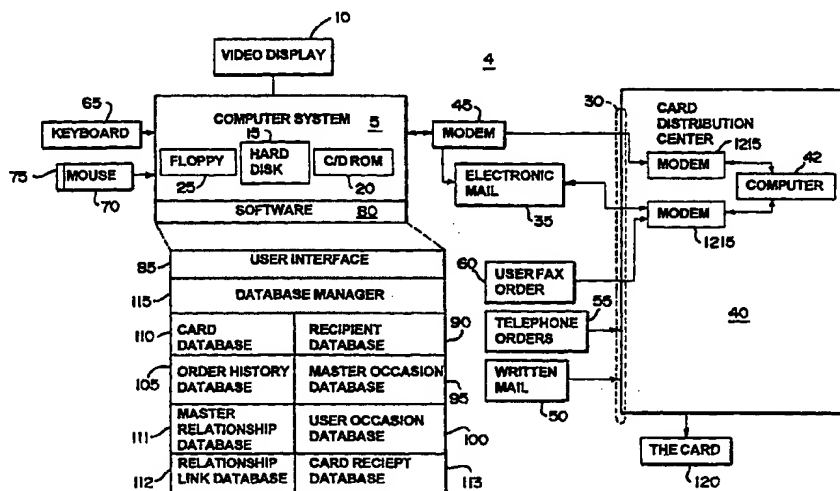 10
VIDEO DISPLAY
4
65
KEYBOARD
COMPUTER SYSTEM 5
15
FLOPPY
25
HARD
DISK
C/D ROM
20
75
MOUSE
70
SOFTWARE 80
45
MODEM
ELECTRONIC
MAIL
35
30
CARD
DISTRIBUTION
CENTER
1215
MODEM
42
COMPUTER
MODEM
1215
60
USER FAX
ORDER
55
TELEPHONE
ORDERS
WRITTEN
MAIL
50
40
THE CARD
120
85
USER INTERFACE
115
DATABASE MANAGER
110
CARD
DATABASE
RECIPIENT
DATABASE
90
105
ORDER HISTORY
DATABASE
MASTER OCCASION
DATABASE
95
111
MASTER
RELATIONSHIP
DATABASE
USER OCCASION
DATABASE
100
112
RELATIONSHIP
LINK DATABASE
CARD RECIEPT
DATABASE
113